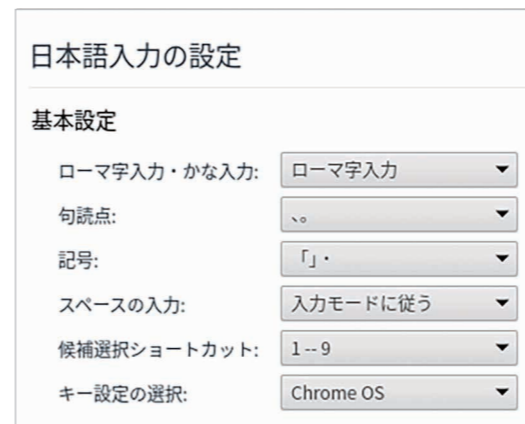 日本語入力の設定
基本設定
ローマ字入力・かな入力: ローマ字入力
句読点: 、。
記号: 「」・
スペースの入力: 入力モードに従う
候補選択ショートカット: 1 -- 9
キー設定の選択: Chrome OS